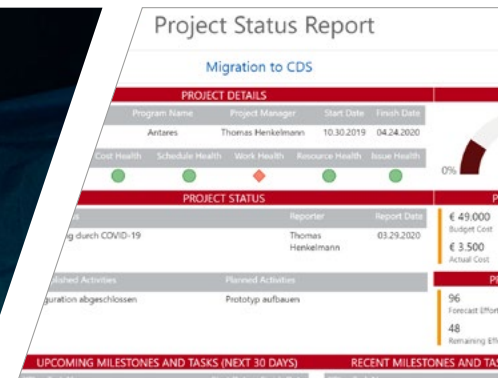 Project Status Report
Migration to CDS
PROJECT DETAILS
Program Name Project Manager Start Date Finish Date
Antares Thomas Henkelmann 10.30.2019 04.24.2020
Cost Health Schedule Health Work Health Resource Health Issue Health
0%
PROJECT STATUS
Reporter Report Date
durch COVID-19 Thomas Henkelmann 03.29.2020
€ 49.000
Budget Cost
€ 3.500
Actual Cost
Activities Planned Activities
abgeschlossen Prototyp aufbauen
96
Forecast Effort
48
Remaining
UPCOMING MILESTONES AND TASKS (NEXT 30 DAYS) RECENT MILESTONES AND